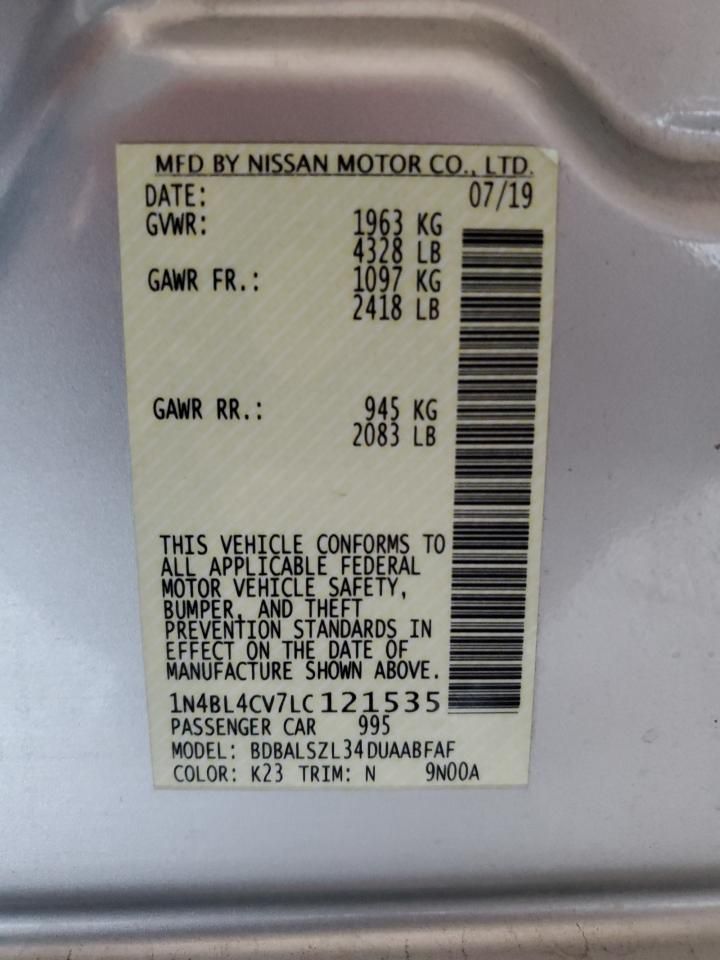 MFD BY NISSAN MOTOR CO., LTD.
DATE: 07/19
GVWR: 1963 KG
4328 LB
GAWR FR.: 1097 KG
2418 LB
GAWR RR.: 945 KG
2083 LB
THIS VEHICLE CONFORMS TO
ALL APPLICABLE FEDERAL
MOTOR VEHICLE SAFETY,
BUMPER, AND THEFT
PREVENTION STANDARDS IN
EFFECT ON THE DATE OF
MANUFACTURE SHOWN ABOVE.
1N4BL4CV7LC121535
PASSENGER CAR 995
MODEL: BDBALSZL34DUAABFAF
COLOR: K23 TRIM: N 9N00A